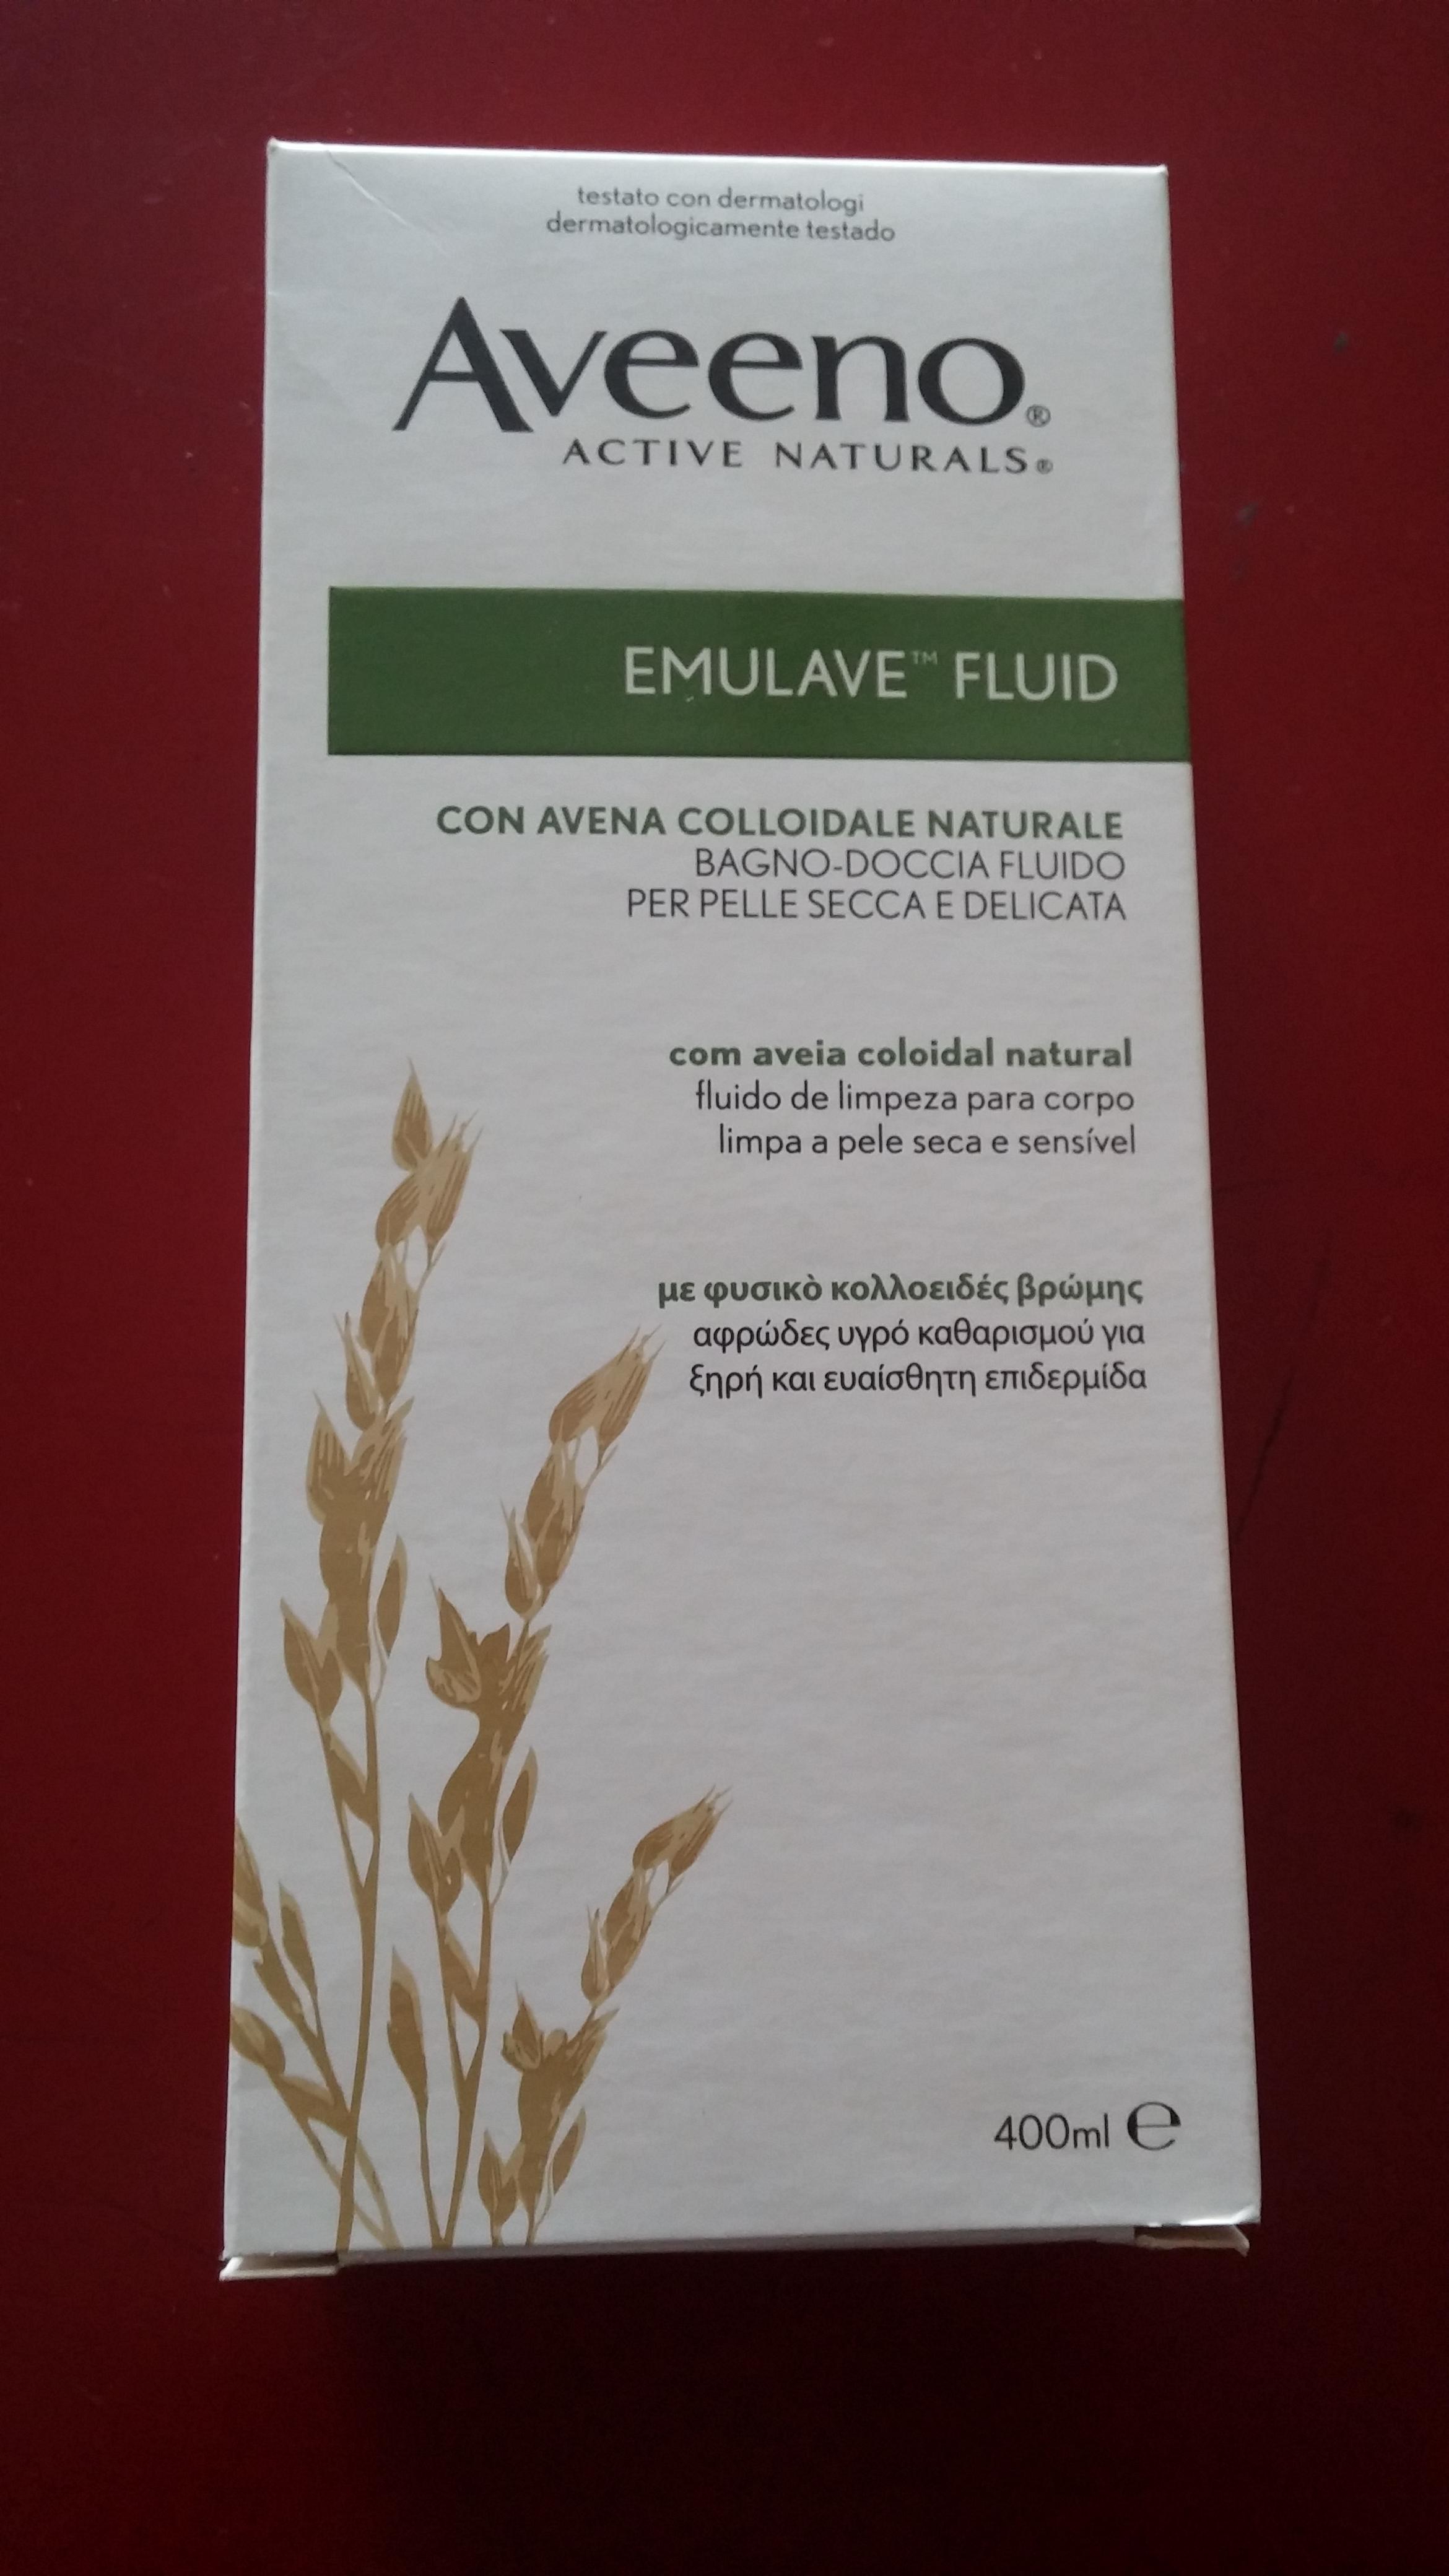 testato con dermatologi
dermatologicamente testado
Aveeno®
ACTIVE NATURALS®
EMULAVE™ FLUID
CON AVENA COLLOIDALE NATURALE
BAGNO-DOCCIA FLUIDO
PER PELLE SECCA E DELICATA
com aveia coloidal natural
fluido de limpeza para corpo
limpa a pele seca e sensível
με φυσικὸ κολλοειδές βρώμης
αφρώδες υγρό καθαρισμού για
ξηρή και ευαίσθητη επιδερμίδα
400ml ℮